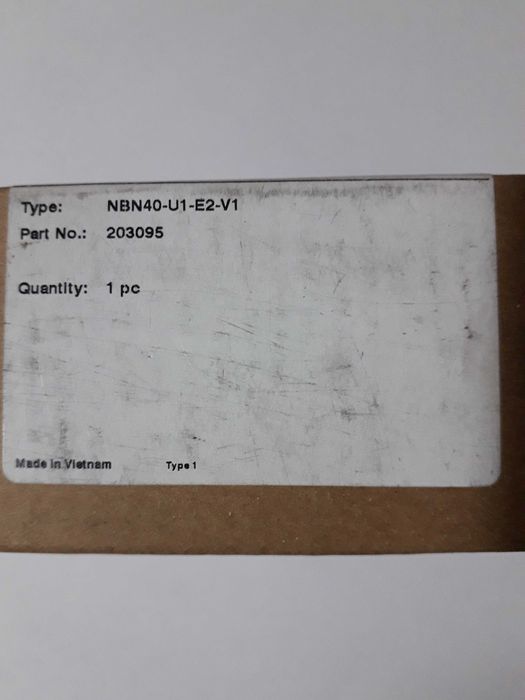 Type: NBN40-U1-E2-V1
Part No.: 203095
Quantity: 1 pc
Made in Vietnam Type 1